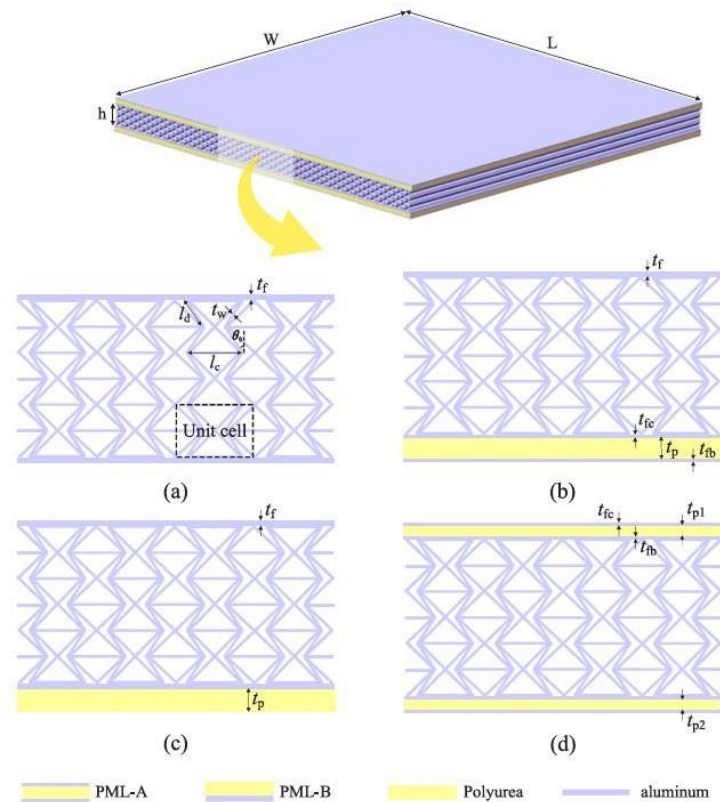 W
L
h
t_f
l_d
t_w
θ_0
l_c
Unit cell
(a)
t_f
t_fc
t_p
t_fb
(b)
t_f
t_p
(c)
t_fc
t_p1
t_fb
t_p2
(d)
PML-A
PML-B
Polyurea
aluminum